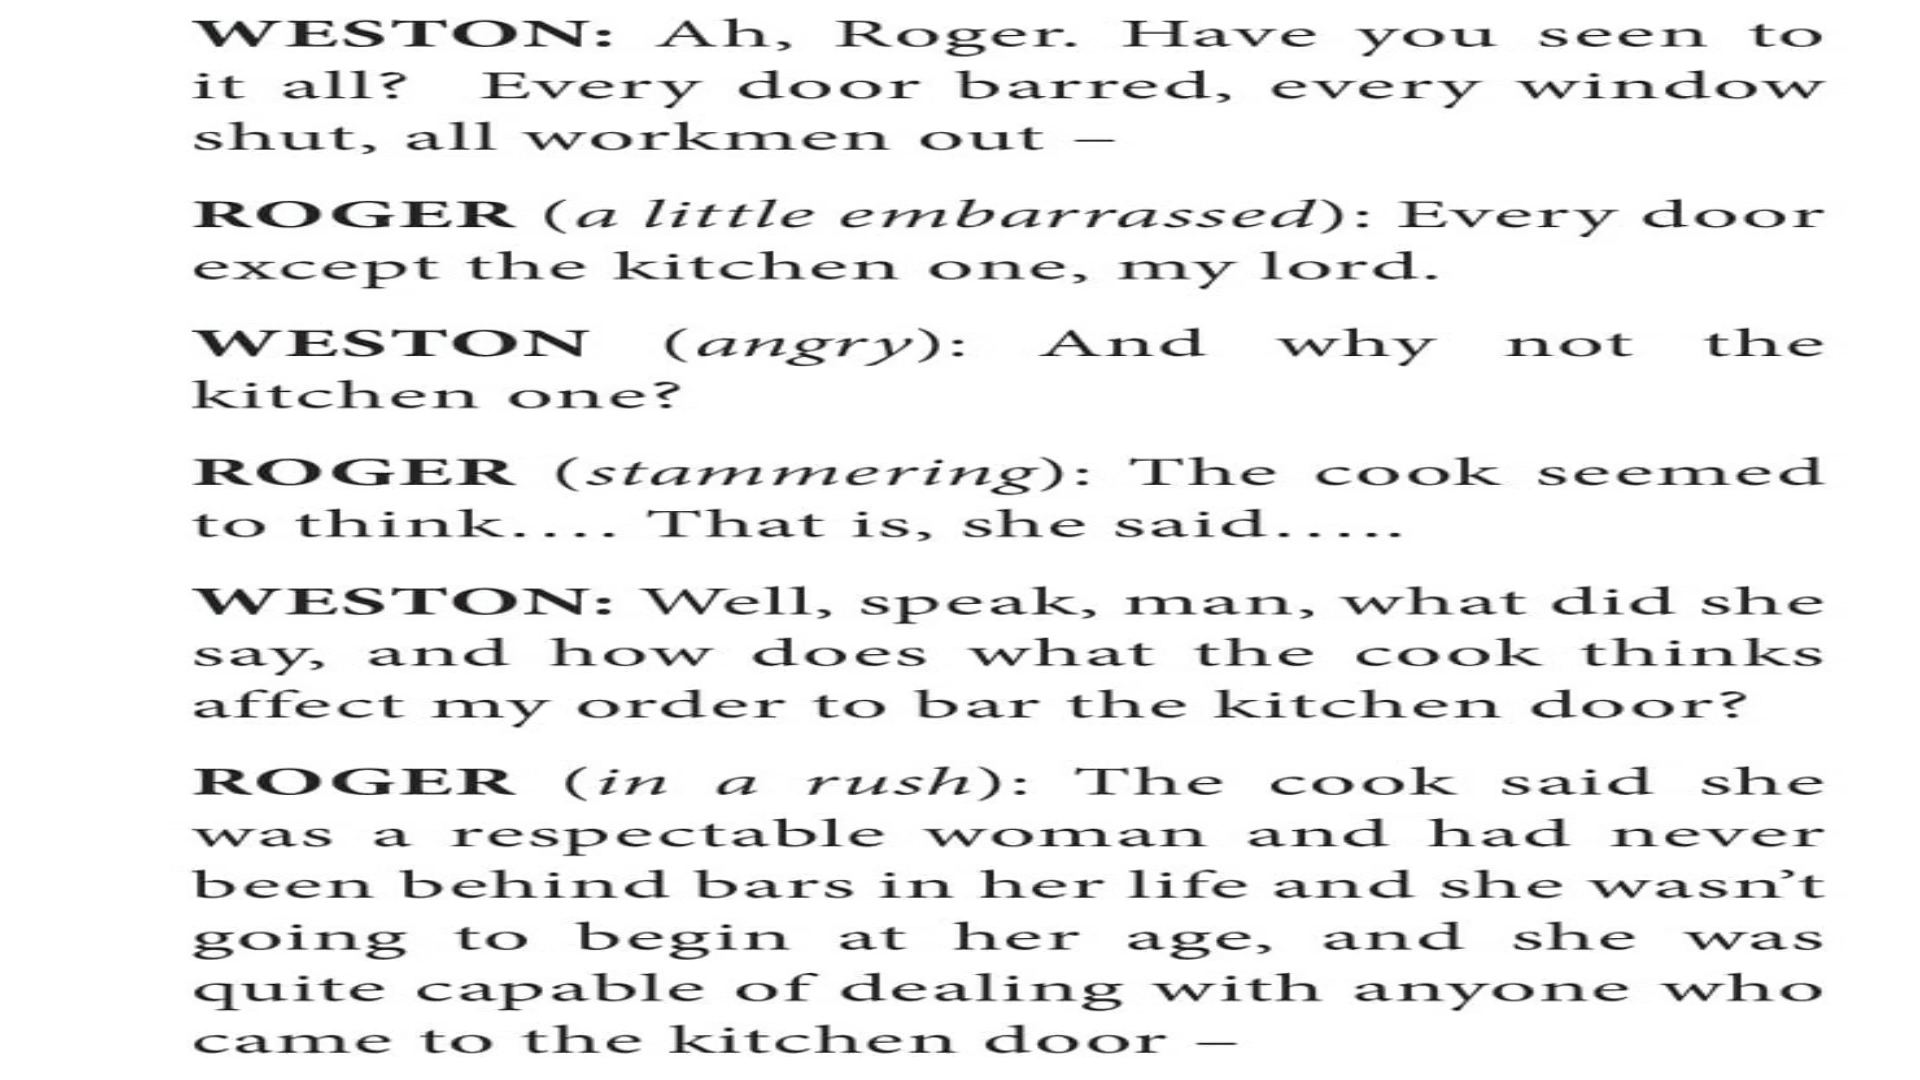 WESTON: Ah, Roger. Have you seen to
it all? Every door barred, every window
shut, all workmen out –
ROGER (a little embarrassed): Every door
except the kitchen one, my lord.
WESTON (angry): And why not the
kitchen one?
ROGER (stammering): The cook seemed
to think.... That is, she said.....
WESTON: Well, speak, man, what did she
say, and how does what the cook thinks
affect my order to bar the kitchen door?
ROGER (in a rush): The cook said she
was a respectable woman and had never
been behind bars in her life and she wasn’t
going to begin at her age, and she was
quite capable of dealing with anyone who
came to the kitchen door –